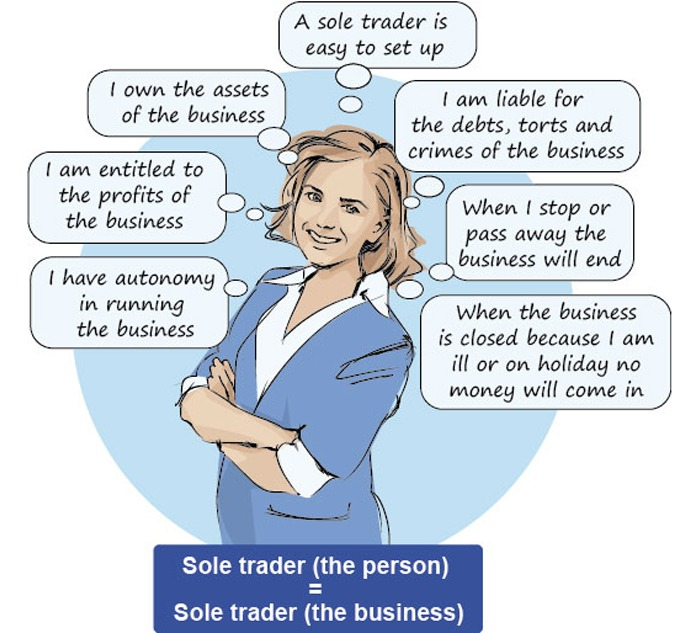 A sole trader is
easy to set up
I own the assets
of the business
I am liable for
the debts, torts and
crimes of the business
I am entitled to
the profits of
the business
When I stop or
pass away the
business will end
I have autonomy
in running
the business
When the business
is closed because I am
ill or on holiday no
money will come in
Sole trader (the person)
=
Sole trader (the business)